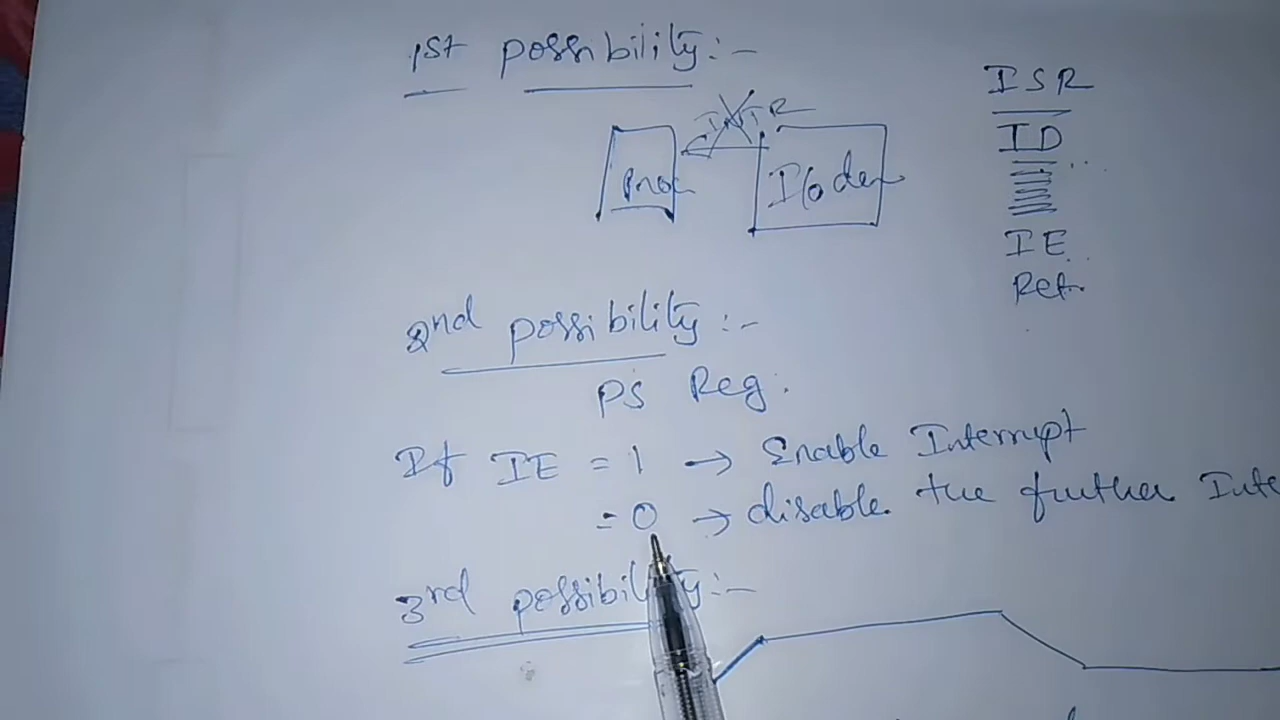 1st possibility :-
INTR
Proc
I/o dev
ISR
ID
IE
Ret.
2nd possibility :-
PS Reg.
If IE = 1 → Enable Interrupt
= 0 → disable the further Inte
3rd possibility :-